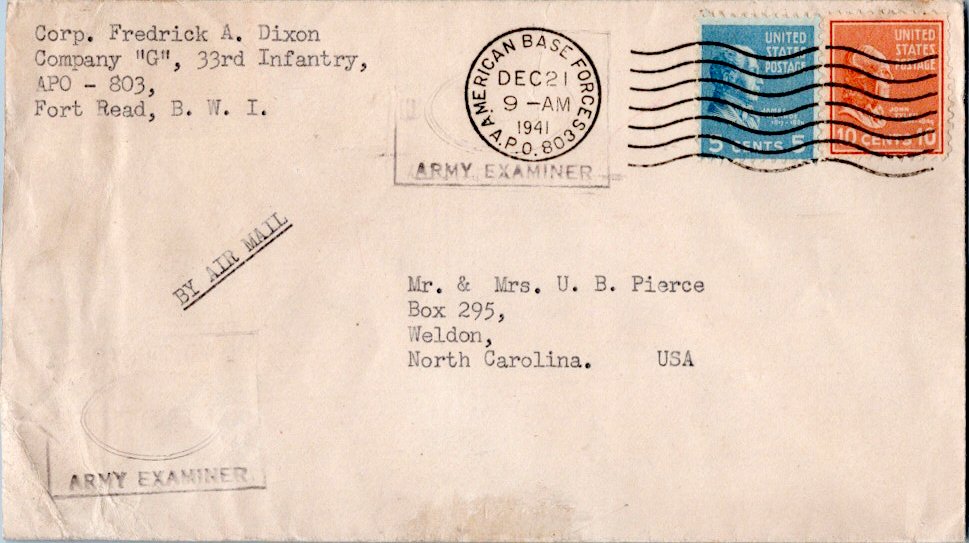 Corp. Fredrick A. Dixon
Company "G", 33rd Infantry,
APO - 803,
Fort Read, B. W. I.
AMERICAN BASE FORCES
DEC 21
9 -AM
1941
A.P.O. 803
ARMY EXAMINER
UNITED
STATES
POSTAGE
JAMES
5 CENTS 5
UNITED
STATES
POSTAGE
JOHN
10 CENTS 10
BY AIR MAIL
Mr. & Mrs. U. B. Pierce
Box 295,
Weldon,
North Carolina. USA
ARMY EXAMINER